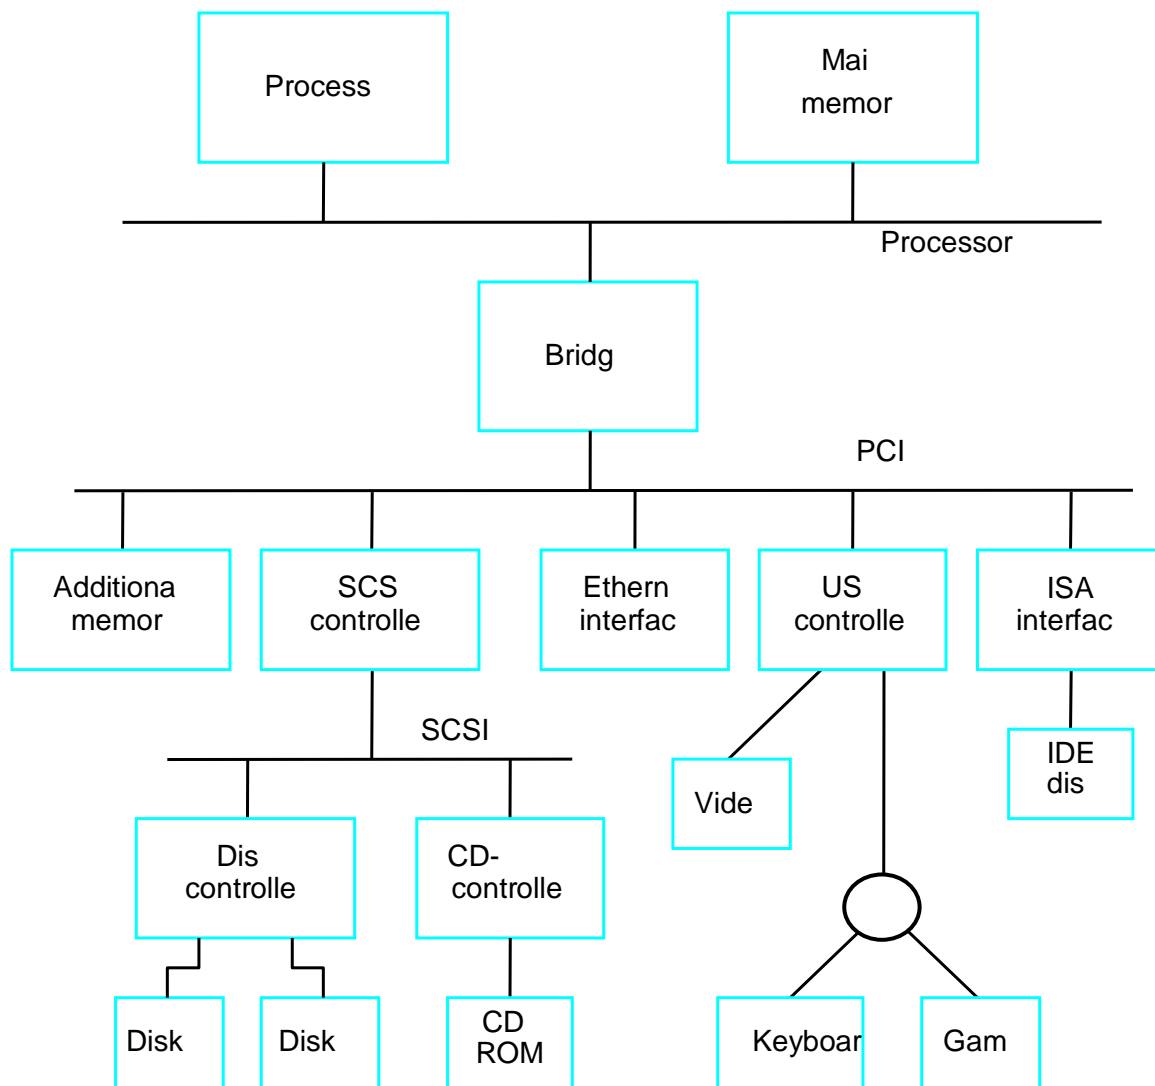 Process
Mai
memor
Processor
Bridg
PCI
Additiona
memor
SCS
controlle
Ethern
interfac
US
controlle
ISA
interfac
SCSI
IDE
dis
Vide
Dis
controlle
CD-
controlle
Disk
Disk
CD
ROM
Keyboar
Gam